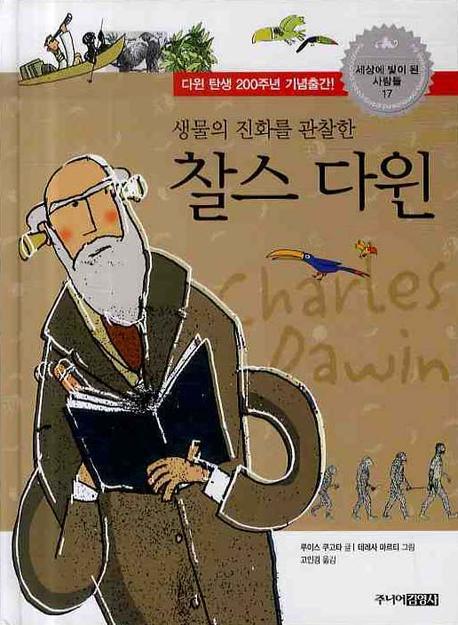 다윈 탄생 200주년 기념출간!
세상에 빛이 된
사람들
17
생물의 진화를 관찰한
찰스 다윈
Charles
Dawin
루이스 쿠고타 글 | 테레사 마르티 그림
고인경 옮김
주니어김영사